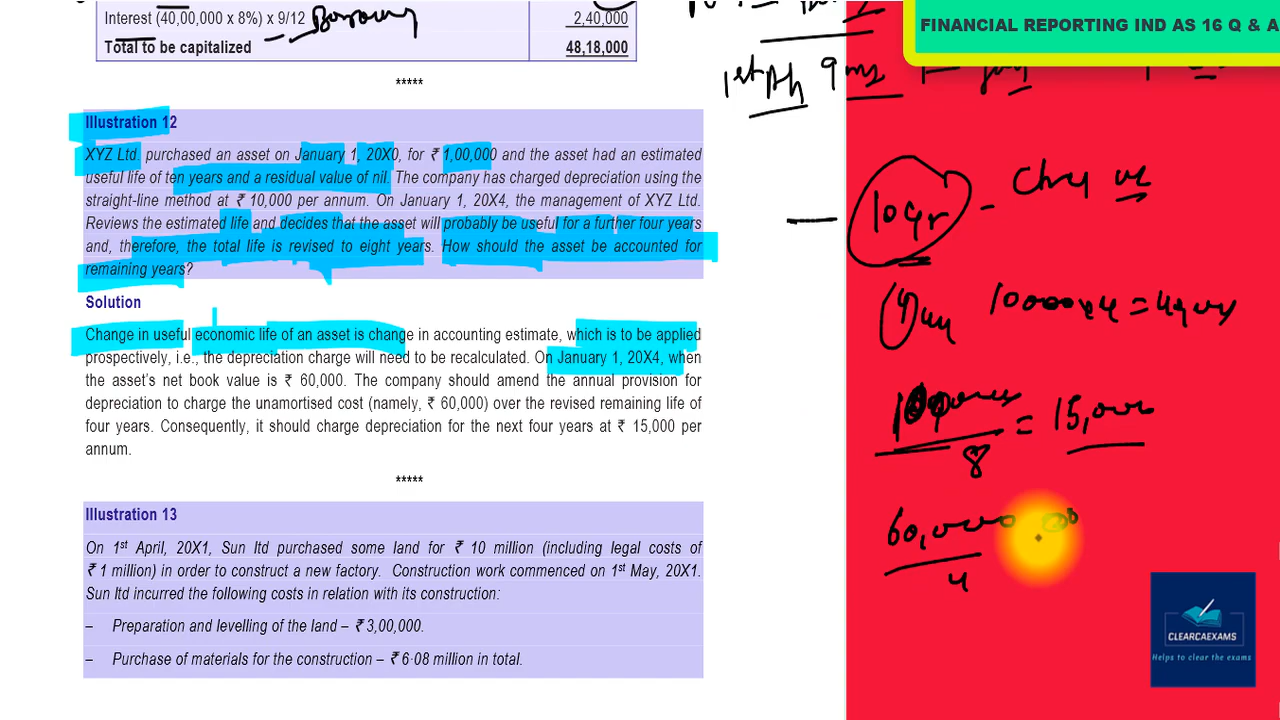 Interest (40,00,000 x 8%) x 9/12 Borrowing 2,40,000
Total to be capitalized 48,18,000
FINANCIAL REPORTING IND AS 16 Q & A
*****
1st 9
Illustration 12
XYZ Ltd. purchased an asset on January 1, 20X0, for ₹ 1,00,000 and the asset had an estimated
useful life of ten years and a residual value of nil. The company has charged depreciation using the
straight-line method at ₹ 10,000 per annum. On January 1, 20X4, the management of XYZ Ltd.
Reviews the estimated life and decides that the asset will probably be useful for a further four years
and, therefore, the total life is revised to eight years. How should the asset be accounted for
remaining years?
Solution
Change in useful economic life of an asset is change in accounting estimate, which is to be applied
prospectively, i.e., the depreciation charge will need to be recalculated. On January 1, 20X4, when
the asset's net book value is ₹ 60,000. The company should amend the annual provision for
depreciation to charge the unamortised cost (namely, ₹ 60,000) over the revised remaining life of
four years. Consequently, it should charge depreciation for the next four years at ₹ 15,000 per
annum.
*****
Illustration 13
On 1st April, 20X1, Sun ltd purchased some land for ₹ 10 million (including legal costs of
₹ 1 million) in order to construct a new factory. Construction work commenced on 1st May, 20X1.
Sun ltd incurred the following costs in relation with its construction:
– Preparation and levelling of the land – ₹ 3,00,000.
– Purchase of materials for the construction – ₹ 6·08 million in total.
10yr -
8 = 15,000
60,000
4
CLEARCAEXAMS
Helps to clear the exams